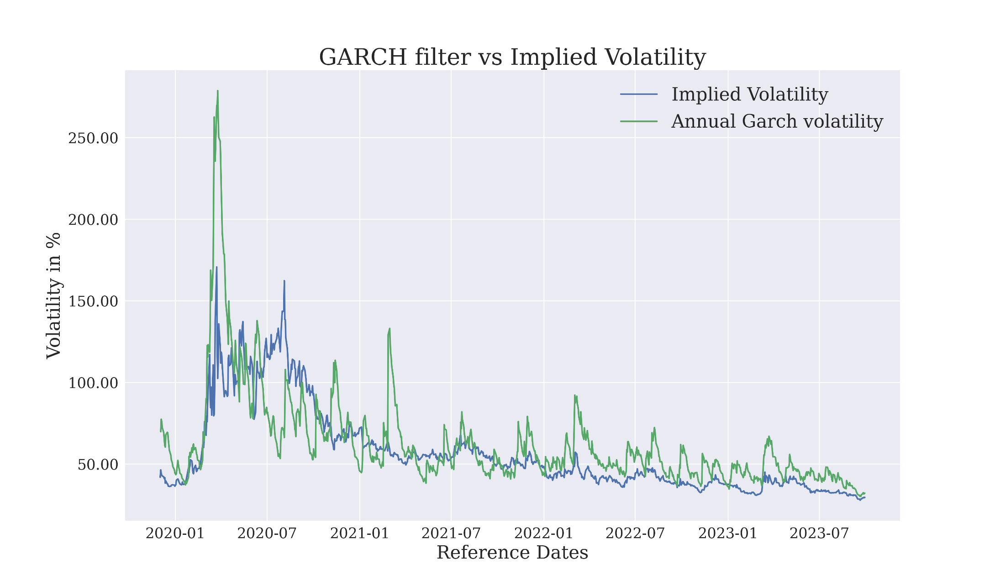 GARCH filter vs Implied Volatility
Implied Volatility
Annual Garch volatility
Volatility in %
250.00
200.00
150.00
100.00
50.00
2020-01 2020-07 2021-01 2021-07 2022-01 2022-07 2023-01 2023-07
Reference Dates